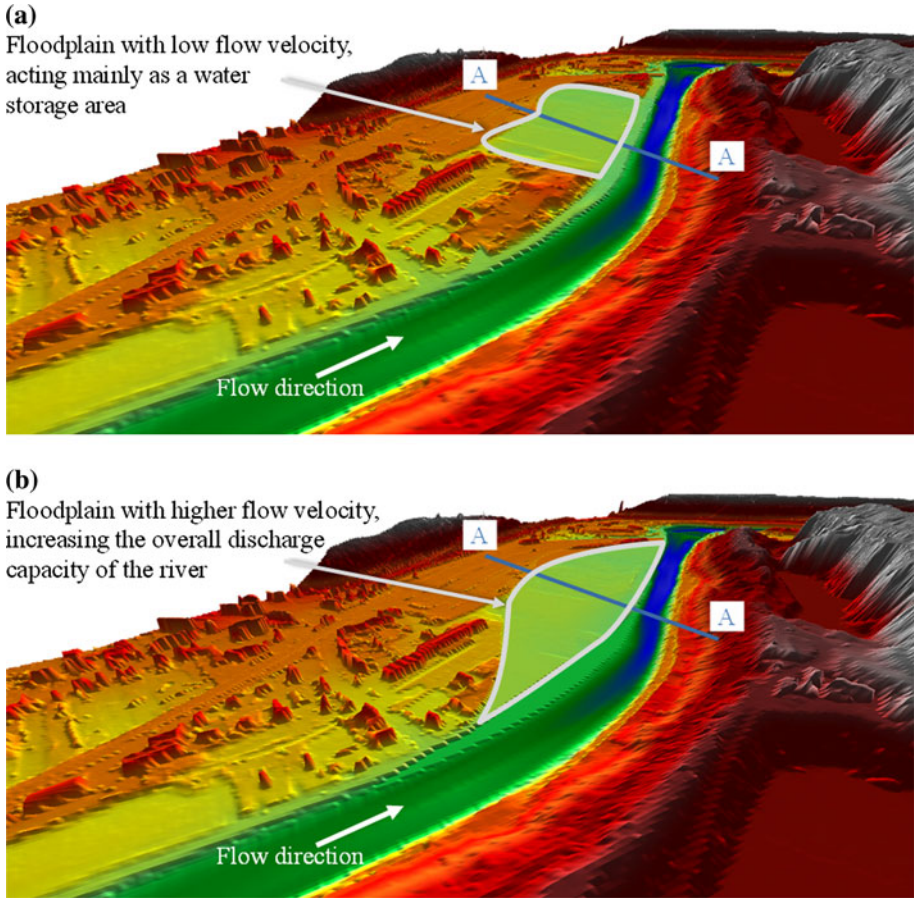 (a)
Floodplain with low flow velocity,
acting mainly as a water
storage area
A
A
Flow direction
(b)
Floodplain with higher flow velocity,
increasing the overall discharge
capacity of the river
A
A
Flow direction